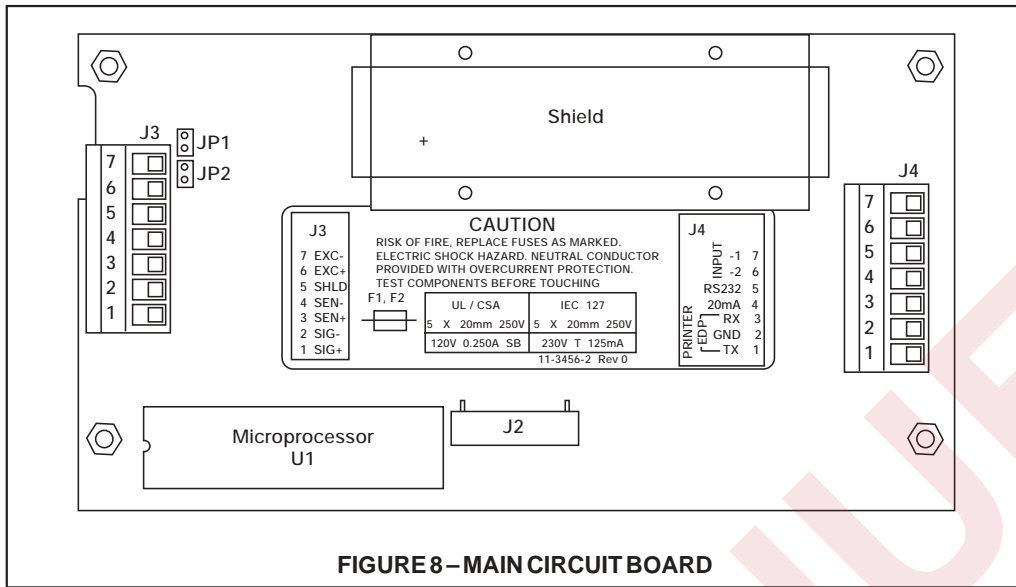 Shield
+
J3
7
6
5
4
3
2
1
JP1
JP2
J4
7
6
5
4
3
2
1
J3
7 EXC-
6 EXC+
5 SHLD
4 SEN-
3 SEN+
2 SIG-
1 SIG+
CAUTION
RISK OF FIRE, REPLACE FUSES AS MARKED.
ELECTRIC SHOCK HAZARD. NEUTRAL CONDUCTOR
PROVIDED WITH OVERCURRENT PROTECTION.
TEST COMPONENTS BEFORE TOUCHING
F1, F2
UL / CSA
IEC 127
5 X 20mm 250V
5 X 20mm 250V
120V 0.250A SB
230V T 125mA
11-3456-2 Rev 0
J4
INPUT
-1 7
-2 6
RS232 5
20mA 4
PRINTER
EDP
RX 3
GND 2
TX 1
Microprocessor
U1
J2
FIGURE 8 – MAIN CIRCUIT BOARD